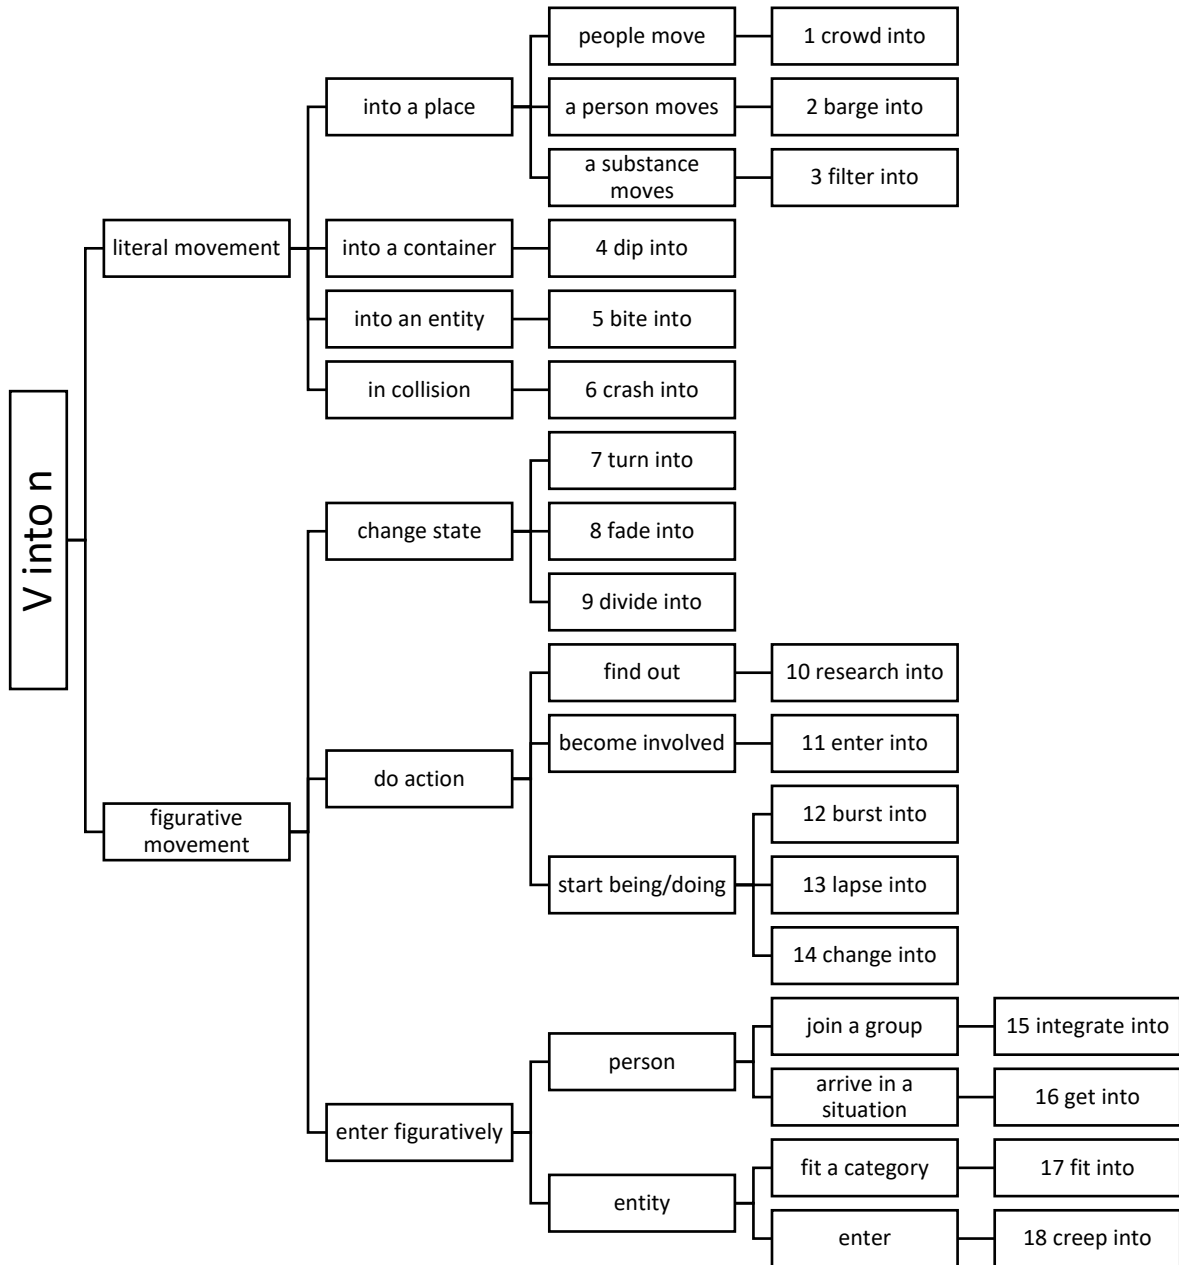 people move
1 crowd into
into a place
a person moves
2 barge into
a substance
moves
3 filter into
literal movement
into a container
4 dip into
into an entity
5 bite into
in collision
6 crash into
V into n
7 turn into
change state
8 fade into
9 divide into
find out
10 research into
become involved
11 enter into
do action
12 burst into
figurative
movement
start being/doing
13 lapse into
14 change into
person
join a group
15 integrate into
arrive in a
situation
16 get into
enter figuratively
fit a category
17 fit into
entity
enter
18 creep into